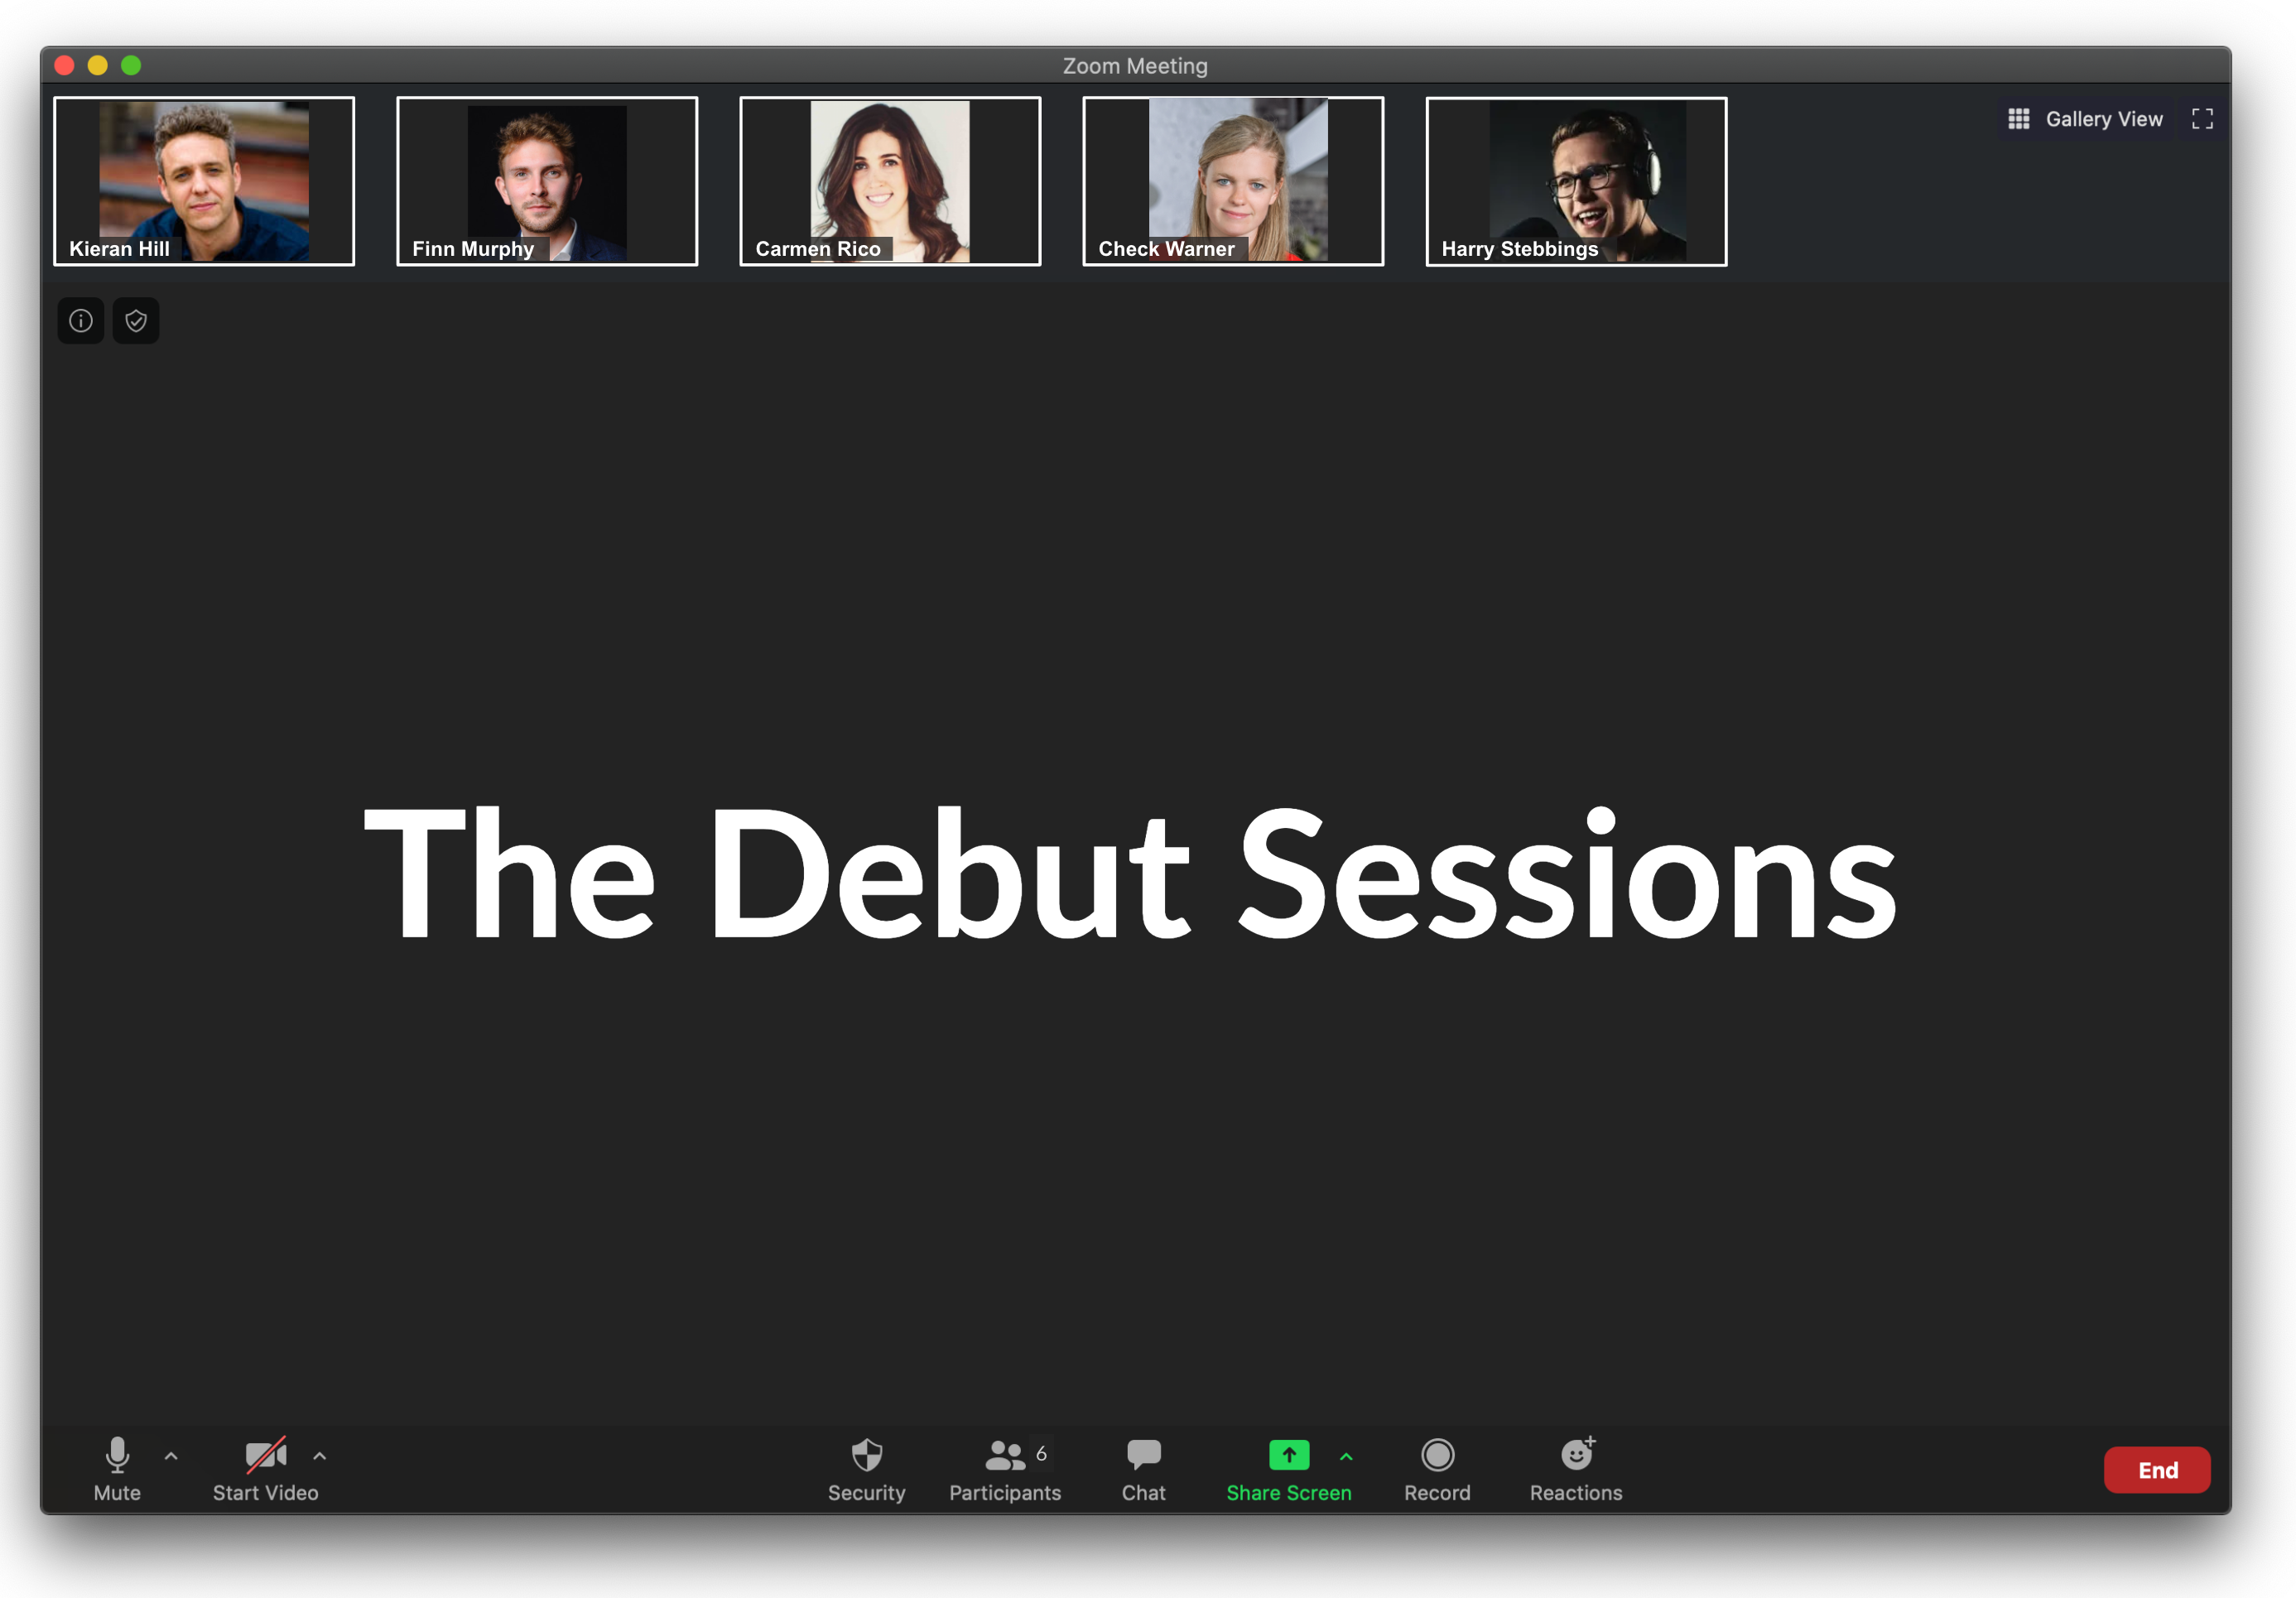 Zoom Meeting
Kieran Hill
Finn Murphy
Carmen Rico
Check Warner
Harry Stebbings
Gallery View
The Debut Sessions
Mute
Start Video
Security
Participants 6
Chat
Share Screen
Record
Reactions
End